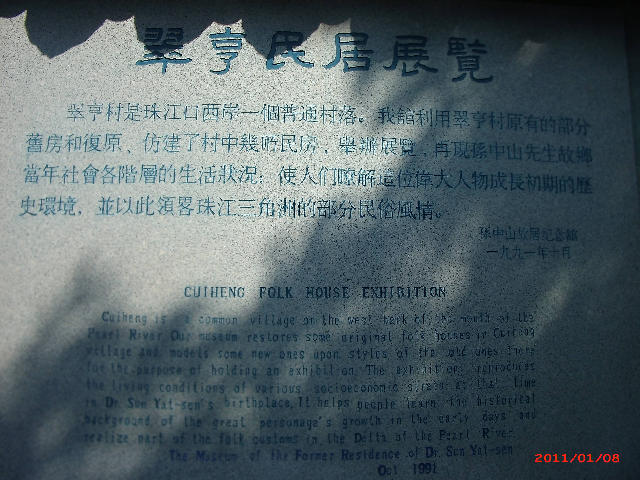 翠亨民居展覽
翠亨村是珠江口西岸一個普通村落。我館利用翠亨村原有的部分
舊房和復原、仿建了村中幾間民房，舉辦展覽，再現孫中山先生故鄉
當年社會各階層的生活狀況；使人们瞭解這位偉大人物成長初期的歷
史環境，並以此領畧珠江三角洲的部分民俗風情。
孫中山故居紀念館
一九九一年十月
CUIHENG FOLK HOUSE EXHIBITION
Cuiheng is a common village on the west bank of the mouth of the
Pearl River. Our museum restores some original folk houses in Cuiheng
village and models some new ones upon styles of the old ones there
for the purpose of holding an exhibition. The exhibitions reproduces
the living conditions of various socioeconomic at that time
in Dr. Sun Yat-sen's birthplace. It helps people learn the historical
background of the great personage's growth in the early days and
realize part of the folk customs in the Delta of the Pearl River.
The Museum of the Former Residence of Dr. Sun Yat-sen
Oct. 1991
2011/01/08